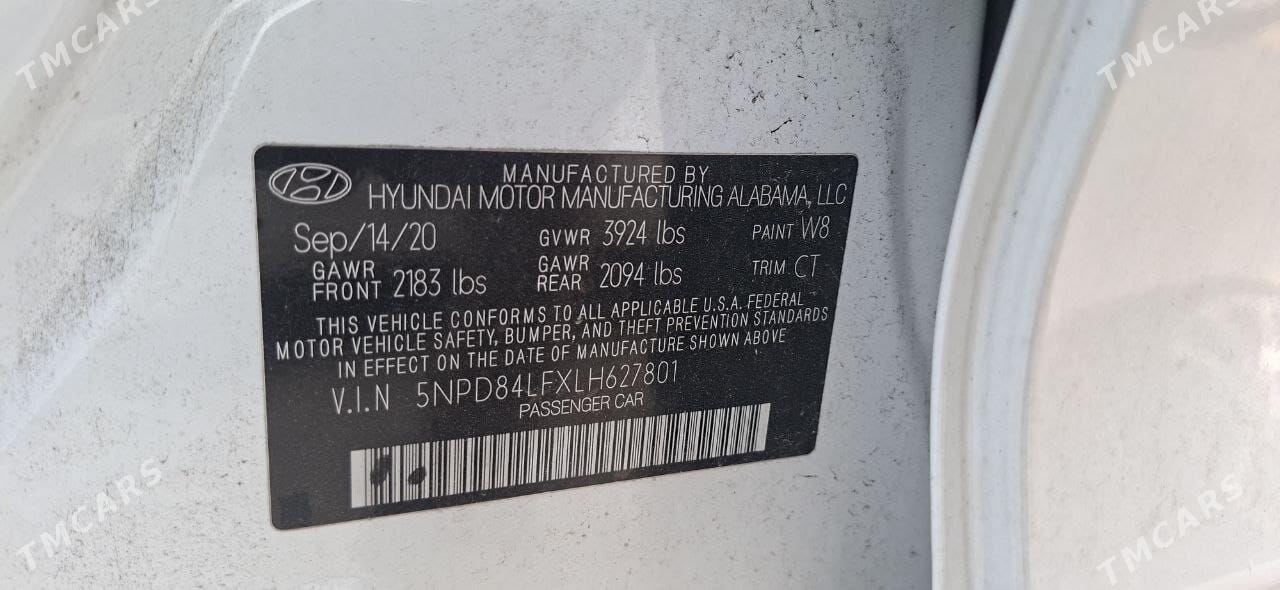 TMCARS
TMCARS
MANUFACTURED BY
HYUNDAI MOTOR MANUFACTURING ALABAMA, LLC
Sep/14/20 GVWR 3924 lbs PAINT W8
GAWR FRONT 2183 lbs GAWR REAR 2094 lbs TRIM CT
THIS VEHICLE CONFORMS TO ALL APPLICABLE U.S.A. FEDERAL
MOTOR VEHICLE SAFETY, BUMPER, AND THEFT PREVENTION STANDARDS
IN EFFECT ON THE DATE OF MANUFACTURE SHOWN ABOVE
V.I.N 5NPD84LFXLH627801
PASSENGER CAR
TMCARS
TMCARS